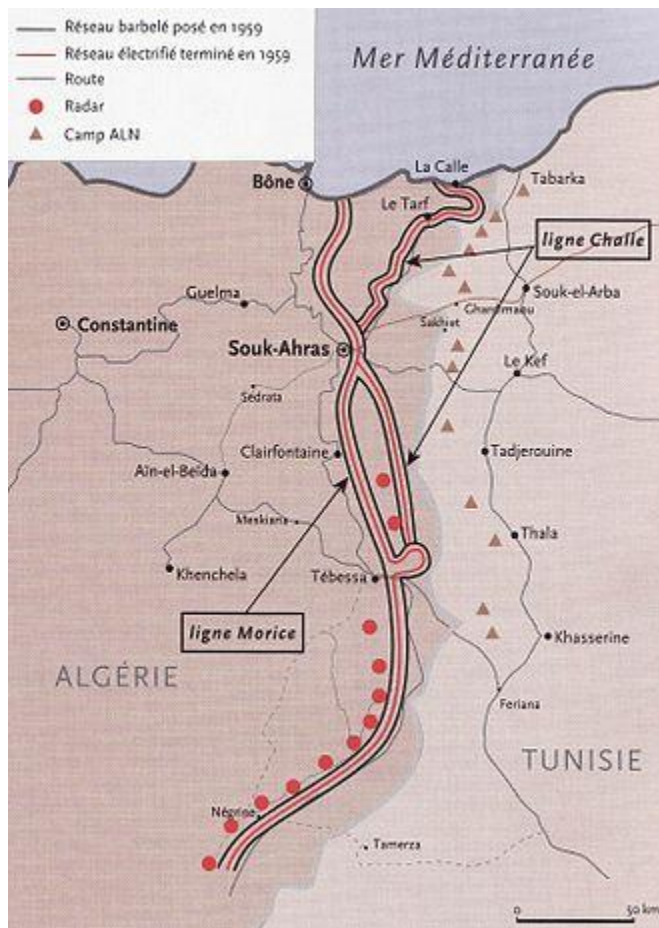 Réseau barbelé posé en 1959
Réseau électrifié terminé en 1959
Route
Radar
Camp ALN
Mer Méditerranée
La Calle
Tabarka
Bône
Le Tarf
ligne Challe
Guelma
Souk-el-Arba
Ghardimaou
Constantine
Sakhiet
Souk-Ahras
Le Kef
Sédrata
Clairfontaine
Tadjerouine
Aïn-el-Beïda
Meskiana
Thala
Khenchela
Tébessa
ligne Morice
Khasserine
ALGÉRIE
Feriana
TUNISIE
Négrine
Tamerza
0 50 km